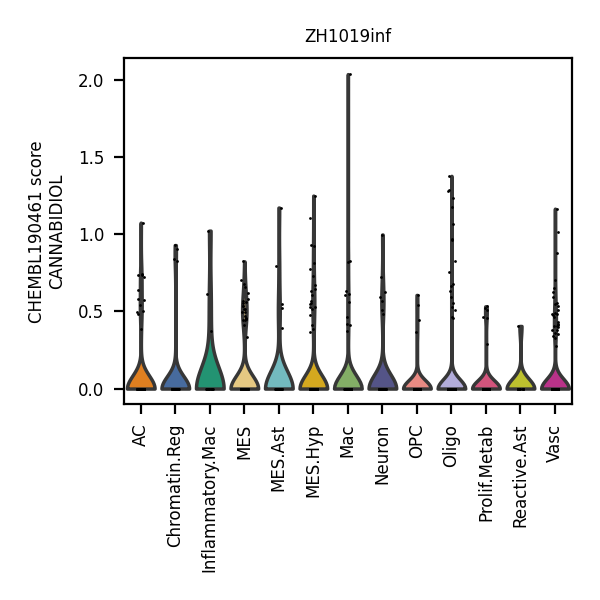 ZH1019inf
CHEMBL190461 score
CANNABIDIOL
2.0
1.5
1.0
0.5
0.0
AC
Chromatin.Reg
Inflammatory.Mac
MES
MES.Ast
MES.Hyp
Mac
Neuron
OPC
Oligo
Prolif.Metab
Reactive.Ast
Vasc